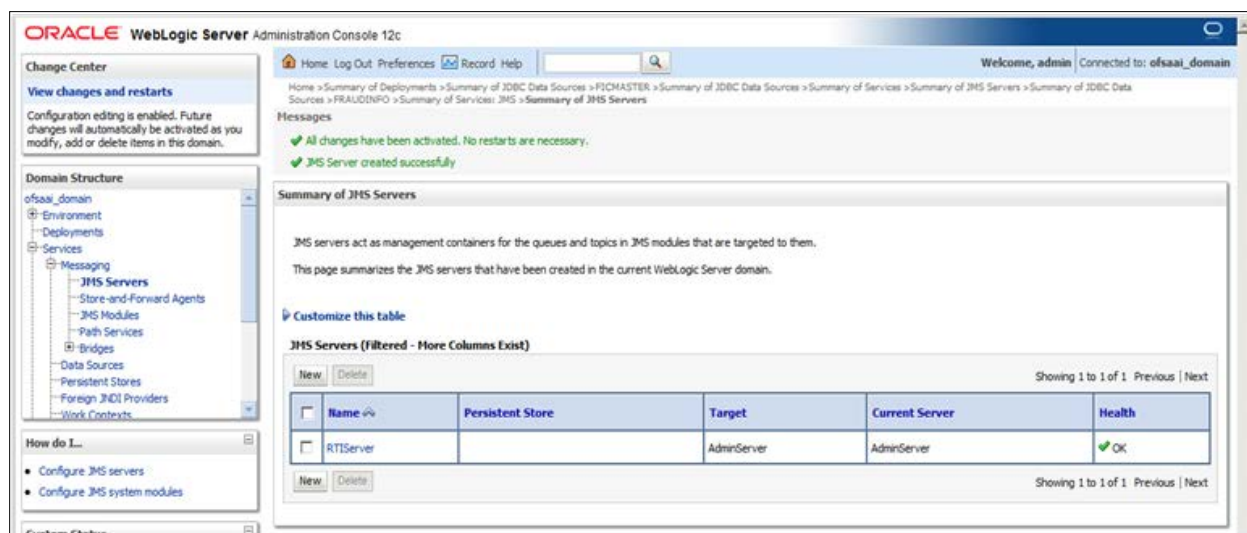 ORACLE WebLogic Server Administration Console 12c
Change Center
View changes and restarts
Configuration editing is enabled. Future
changes will automatically be activated as you
modify, add or delete items in this domain.
Domain Structure
ofsaai_domain
Environment
Deployments
Services
Messaging
JMS Servers
Store-and-Forward Agents
JMS Modules
Path Services
Bridges
Data Sources
Persistent Stores
Foreign JNDI Providers
Work Contexts
How do I...
Configure JMS servers
Configure JMS system modules
System Status
Home Log Out Preferences Record Help
Welcome, admin Connected to: ofsaai_domain
Home >Summary of Deployments >Summary of JDBC Data Sources >FICMASTER >Summary of JDBC Data Sources >Summary of Services >Summary of JMS Servers >Summary of JDBC Data
Sources >FRAUDINFO >Summary of Services: JMS >Summary of JMS Servers
Messages
All changes have been activated. No restarts are necessary.
JMS Server created successfully
Summary of JMS Servers
JMS servers act as management containers for the queues and topics in JMS modules that are targeted to them.
This page summarizes the JMS servers that have been created in the current WebLogic Server domain.
Customize this table
JMS Servers (Filtered - More Columns Exist)
New Delete Showing 1 to 1 of 1 Previous | Next
Name Persistent Store Target Current Server Health
RTIServer AdminServer AdminServer OK
New Delete Showing 1 to 1 of 1 Previous | Next